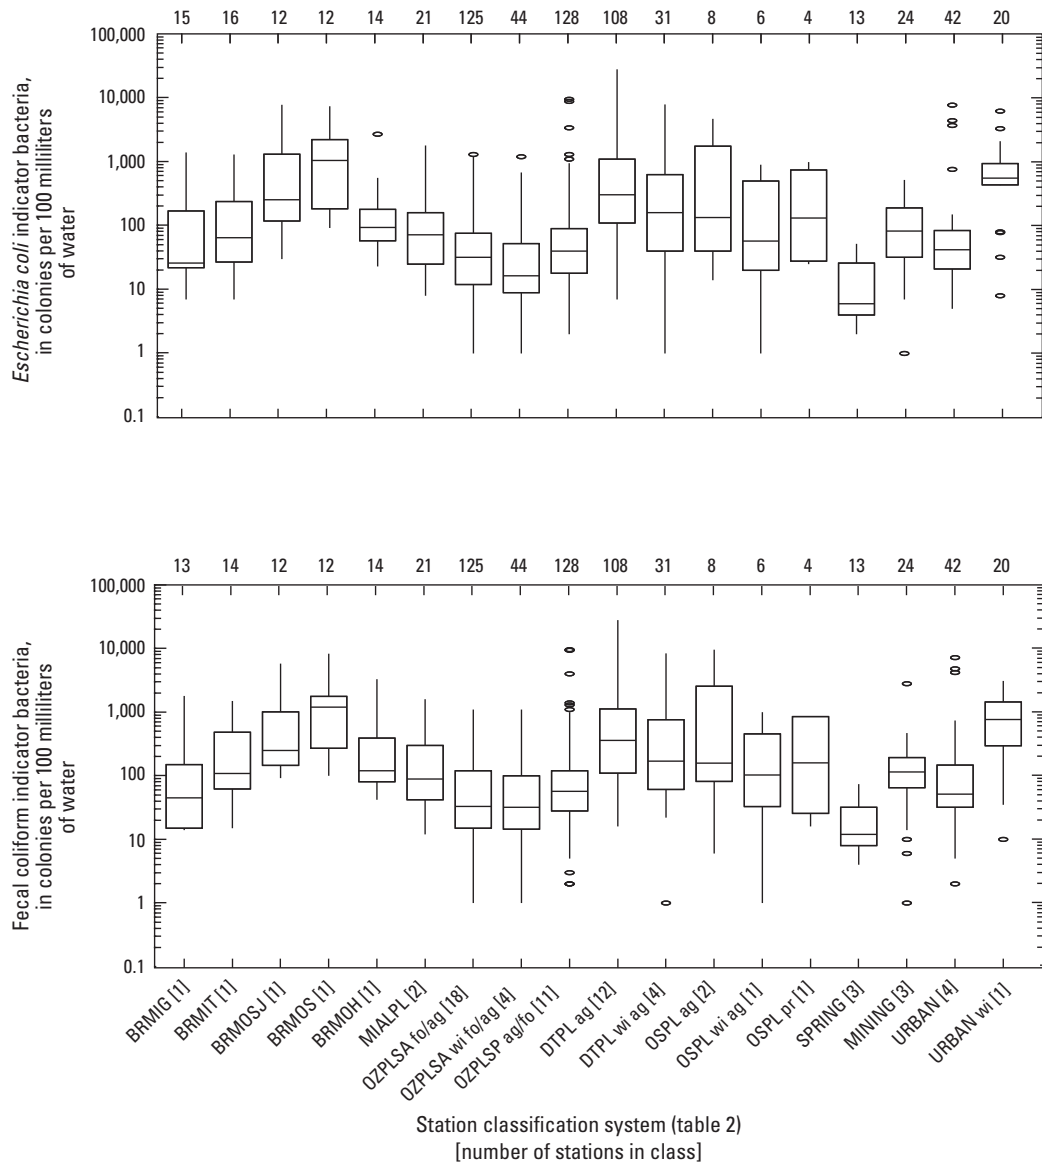 15 16 12 12 14 21 125 44 128 108 31 8 6 4 13 24 42 20
100,000
10,000
1,000
100
10
1
0.1
Escherichia coli indicator bacteria,
in colonies per 100 milliliters
of water
13 14 12 12 14 21 125 44 128 108 31 8 6 4 13 24 42 20
100,000
10,000
1,000
100
10
1
0.1
Fecal coliform indicator bacteria,
in colonies per 100 milliliters
of water
BRMIG [1]
BRMIT [1]
BRMOSJ [1]
BRMOS [1]
BRMOH [1]
MIALPL [2]
OZPLSA fo/ag [18]
OZPLSA wi fo/ag [4]
OZPLSP ag/fo [11]
DTPL ag [12]
DTPL wi ag [4]
OSPL ag [2]
OSPL wi ag [1]
OSPL pr [1]
SPRING [3]
MINING [3]
URBAN [4]
URBAN wi [1]
Station classification system (table 2)
[number of stations in class]